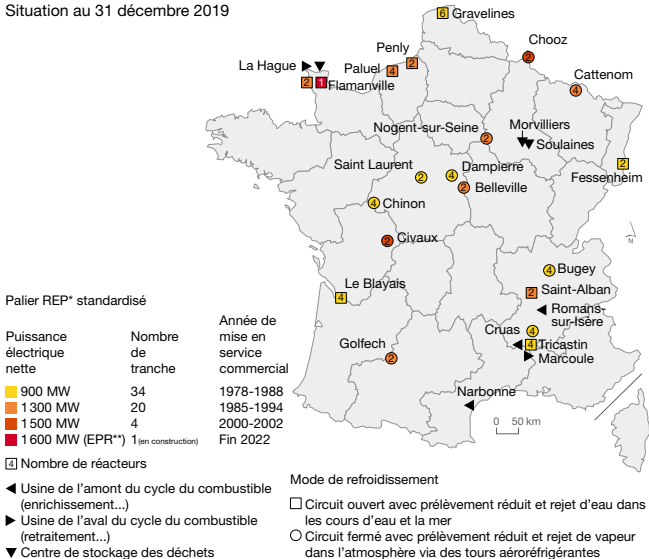 Situation au 31 décembre 2019
6 Gravelines
Penly
2
Chooz
2
La Hague
Paluel
4
2 1 Flamanville
Cattenom
4
Nogent-sur-Seine
2
Morvilliers
Soulaines
Saint Laurent
2
4
Dampierre
2 Belleville
2
Fessenheim
4 Chinon
2 Civaux
N
4 Bugey
Le Blayais
4
2 Saint-Alban
Romans-
sur-Isère
Cruas
4
4 Tricastin
Marcoule
Golfech
4
2
Narbonne
0 50 km
Palier REP* standardisé
Puissance
électrique
nette
Nombre
de
tranche
Année de
mise en
service
commercial
900 MW 34 1978-1988
1 300 MW 20 1985-1994
1 500 MW 4 2000-2002
1 600 MW (EPR**) 1 (en construction) Fin 2022
4 Nombre de réacteurs
Usine de l'amont du cycle du combustible
(enrichissement...)
Usine de l'aval du cycle du combustible
(retraitement...)
Centre de stockage des déchets
Mode de refroidissement
Circuit ouvert avec prélèvement réduit et rejet d'eau dans
les cours d'eau et la mer
Circuit fermé avec prélèvement réduit et rejet de vapeur
dans l'atmosphère via des tours aéroréfrigérantes